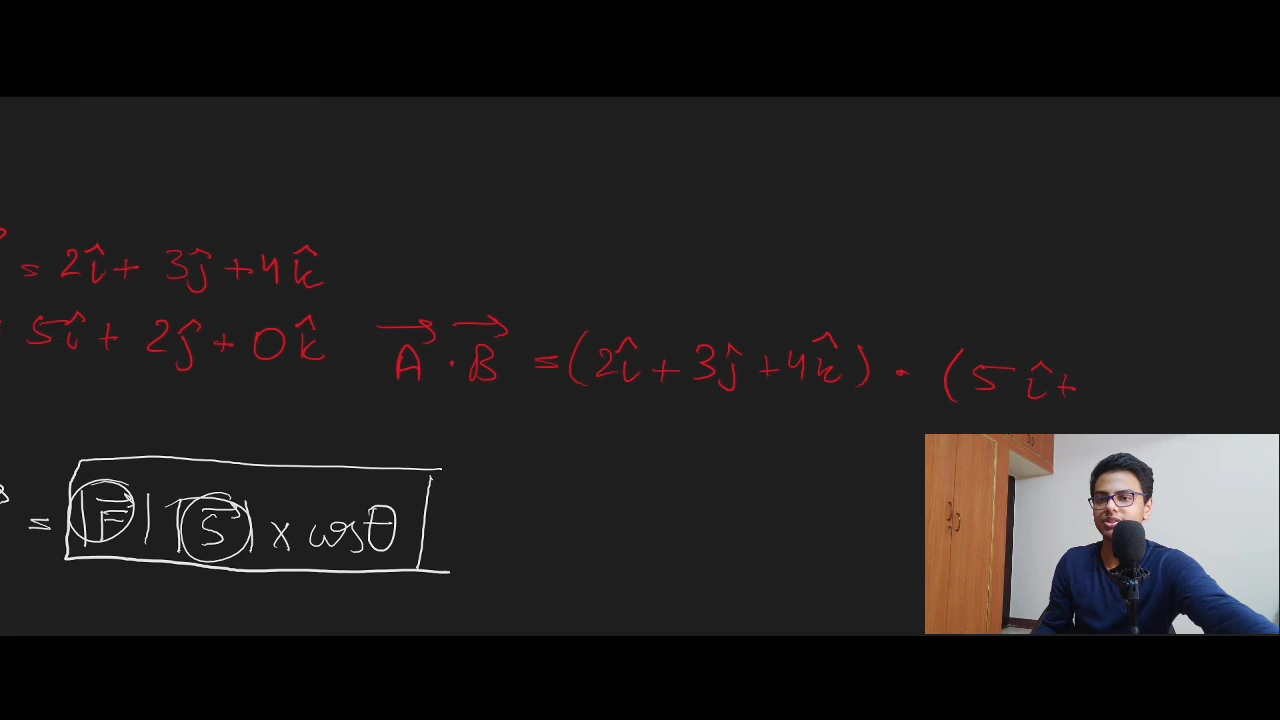 = 2î + 3ĵ + 4k̂
5î + 2ĵ + 0k̂
A⃗ · B⃗ = (2î + 3ĵ + 4k̂) · (5î +
= |F⃗| |S⃗| x cosθ